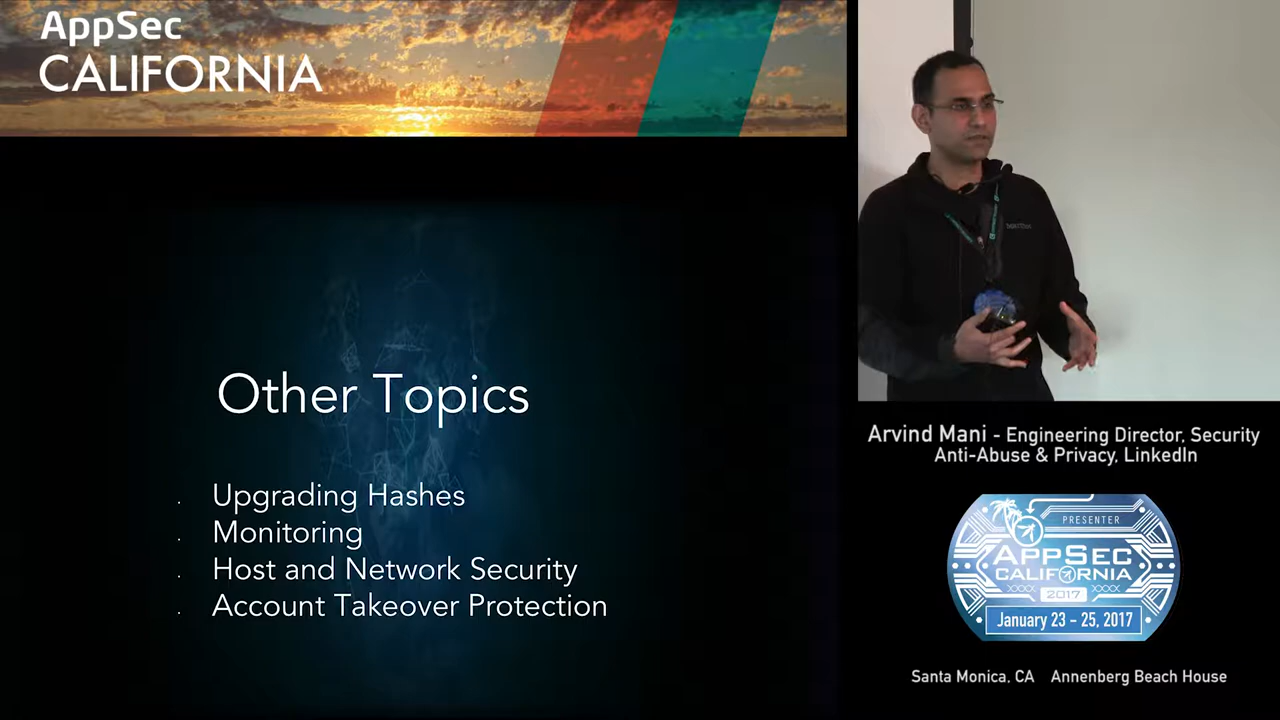 AppSec
CALIFORNIA
Other Topics
Upgrading Hashes
Monitoring
Host and Network Security
Account Takeover Protection
Arvind Mani - Engineering Director, Security
Anti-Abuse & Privacy, LinkedIn
PRESENTER
APPSEC
CALIFORNIA
2017
January 23 - 25, 2017
Santa Monica, CA Annenberg Beach House